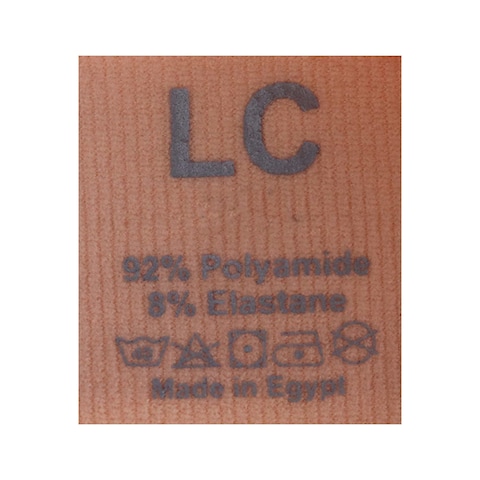 LC
92% Polyamide
8% Elastane
Made in Egypt